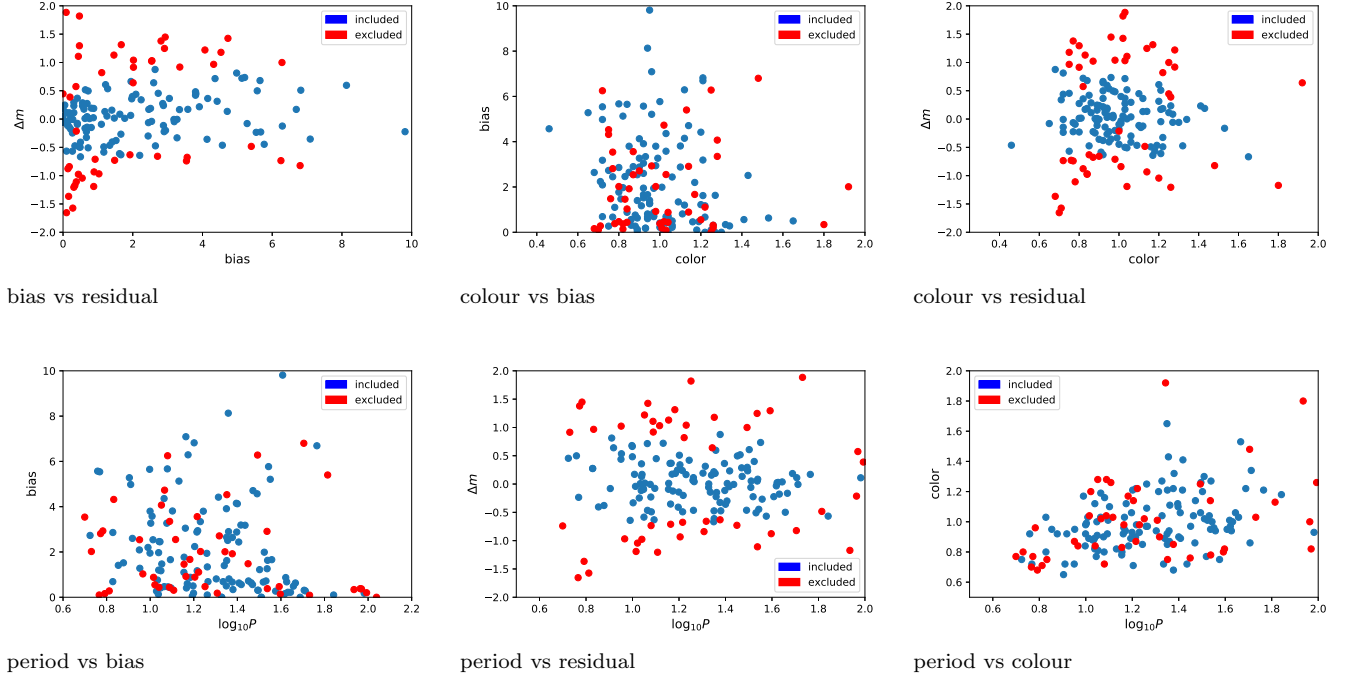 2.0
1.5
1.0
0.5
0.0
−0.5
−1.0
−1.5
−2.0
Δm
0 2 4 6 8 10
bias
included
excluded
bias vs residual
10
8
6
4
2
0
bias
0.4 0.6 0.8 1.0 1.2 1.4 1.6 1.8 2.0
color
included
excluded
colour vs bias
2.0
1.5
1.0
0.5
0.0
−0.5
−1.0
−1.5
−2.0
Δm
0.4 0.6 0.8 1.0 1.2 1.4 1.6 1.8 2.0
color
included
excluded
colour vs residual
10
8
6
4
2
0
bias
0.6 0.8 1.0 1.2 1.4 1.6 1.8 2.0 2.2
log₁₀P
included
excluded
period vs bias
2.0
1.5
1.0
0.5
0.0
−0.5
−1.0
−1.5
−2.0
Δm
0.6 0.8 1.0 1.2 1.4 1.6 1.8 2.0
log₁₀P
included
excluded
period vs residual
2.0
1.8
1.6
1.4
1.2
1.0
0.8
0.6
color
0.6 0.8 1.0 1.2 1.4 1.6 1.8 2.0
log₁₀P
included
excluded
period vs colour